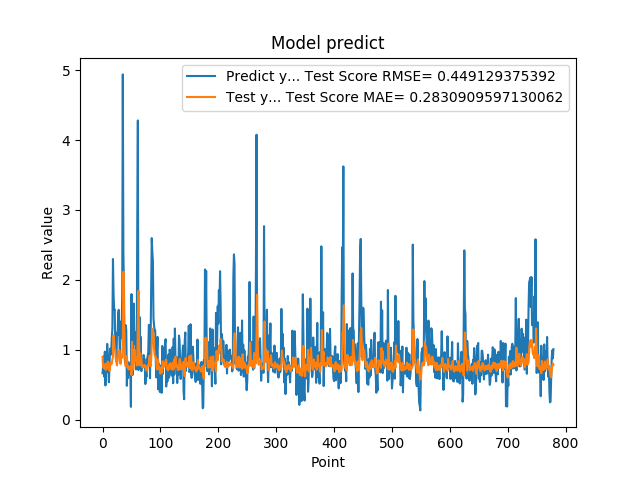 Model predict
Predict y... Test Score RMSE= 0.449129375392
Test y... Test Score MAE= 0.2830909597130062
Real value
5
4
3
2
1
0
0 100 200 300 400 500 600 700 800
Point